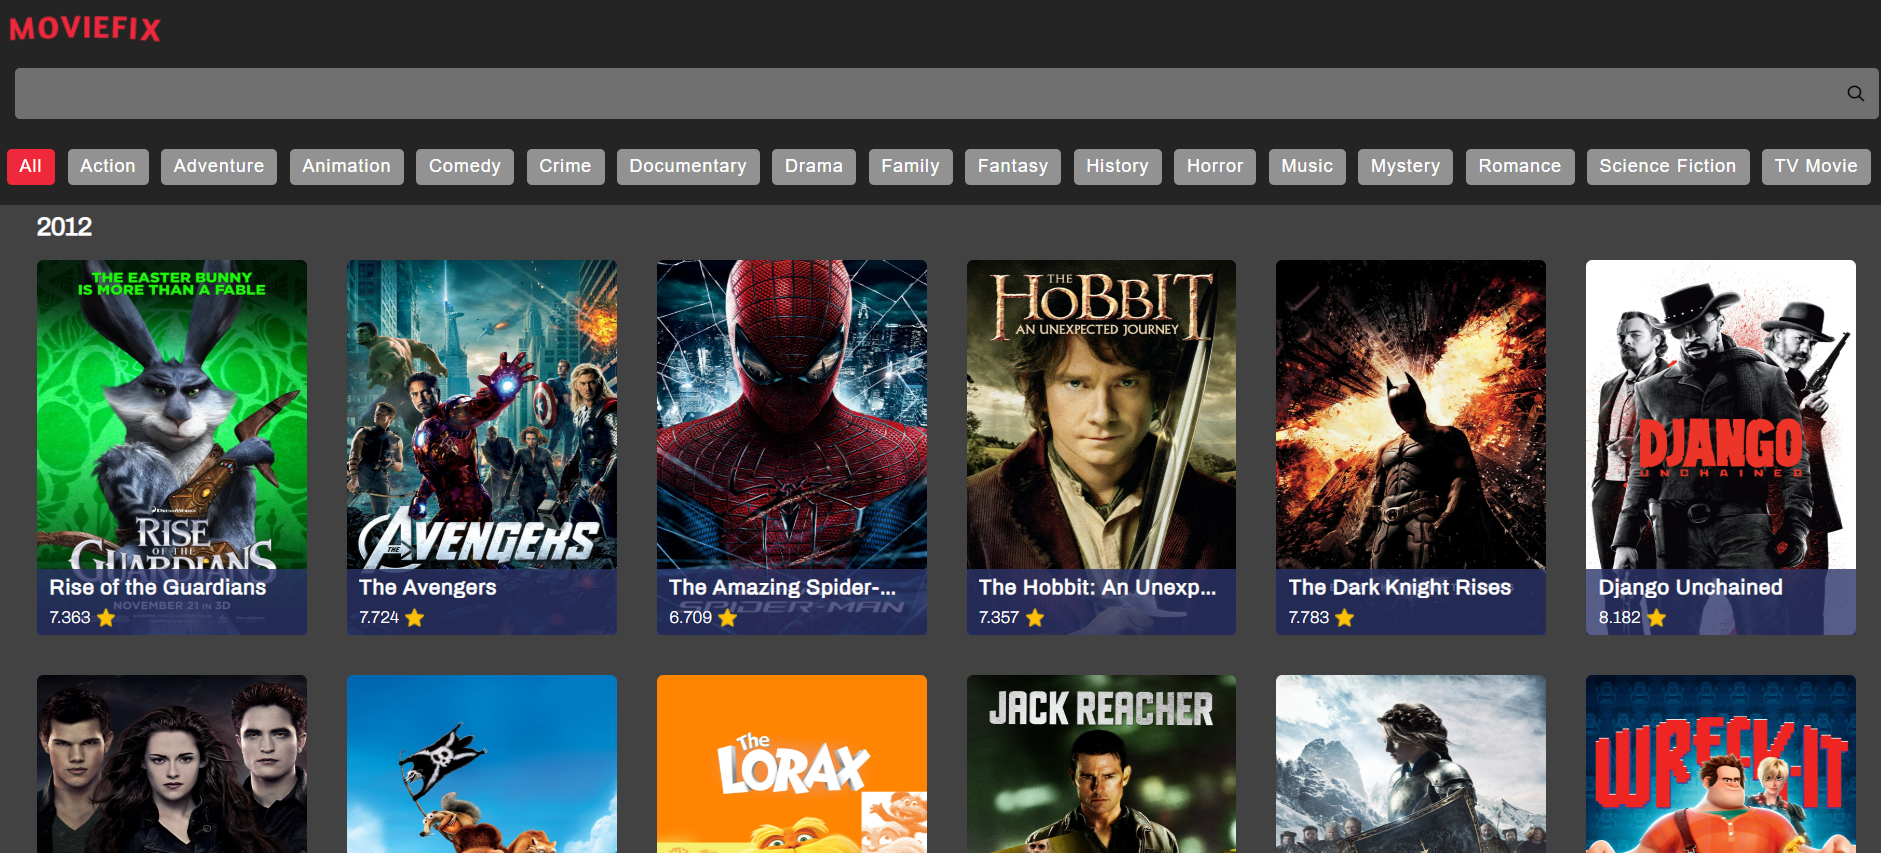 MOVIEFIX
All Action Adventure Animation Comedy Crime Documentary Drama Family Fantasy History Horror Music Mystery Romance Science Fiction TV Movie
2012
THE EASTER BUNNY
IS MORE THAN A FABLE
DREAMWORKS
RISE
OF THE
GUARDIANS
Rise of the Guardians
NOVEMBER 21 IN 3D
7.363
THE AVENGERS
The Avengers
7.724
The Amazing Spider-...
SPIDER-MAN
6.709
THE
HOBBIT
AN UNEXPECTED JOURNEY
The Hobbit: An Unexp...
7.357
The Dark Knight Rises
7.783
DJANGO
UNCHAINED
Django Unchained
8.182
The
LORAX
JACK REACHER
WRECK-IT